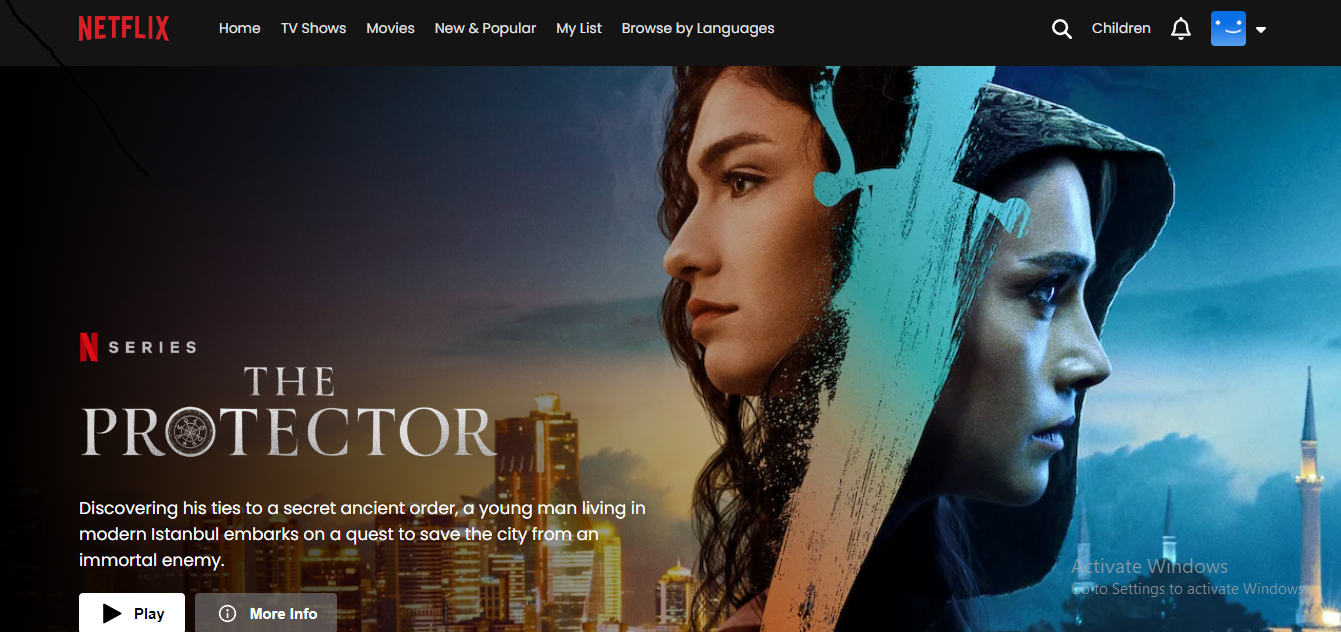 NETFLIX Home TV Shows Movies New & Popular My List Browse by Languages Children
N SERIES
THE
PROTECTOR
Discovering his ties to a secret ancient order, a young man living in
modern Istanbul embarks on a quest to save the city from an
immortal enemy.
Play More Info
Activate Windows
Go to Settings to activate Windows.